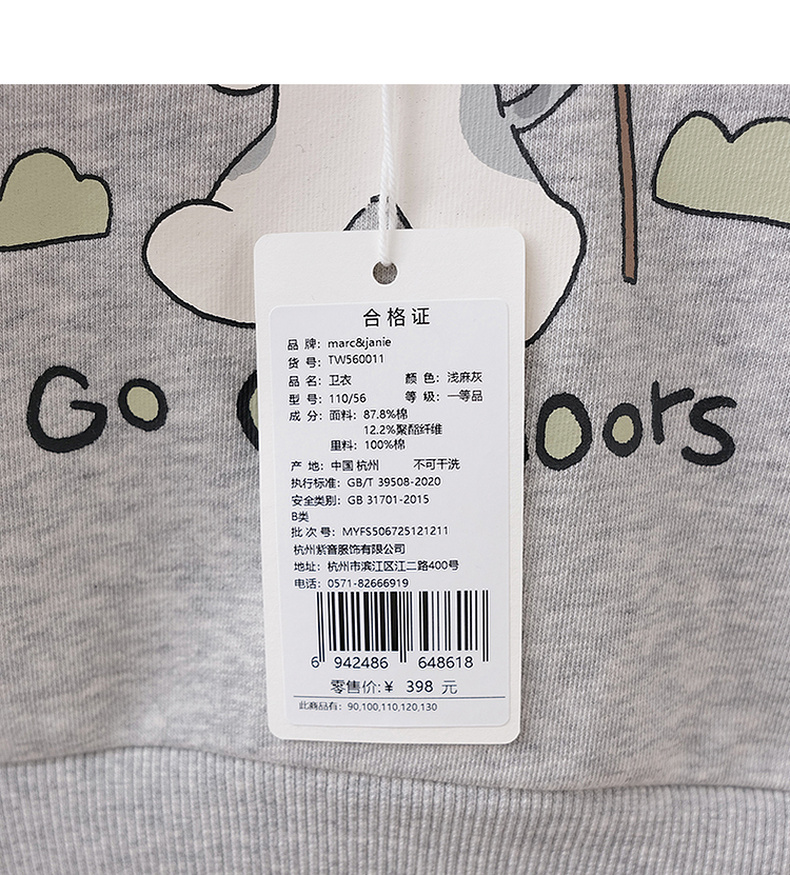 合格证
品 牌: marc&janie
货 号: TW560011
品 名: 卫衣 颜 色: 浅麻灰
型 号: 110/56 等 级: 一等品
成 分: 面料: 87.8%棉
12.2%聚酯纤维
里料: 100%棉
产 地: 中国 杭州 不可干洗
执行标准: GB/T 39508-2020
安全类别: GB 31701-2015
B类
批 次 号: MYFS506725121211
杭州紫音服饰有限公司
地址: 杭州市滨江区江二路400号
电话: 0571-82666919
6 942486 648618
零售价:¥ 398 元
此商品有: 90,100,110,120,130
Go oors